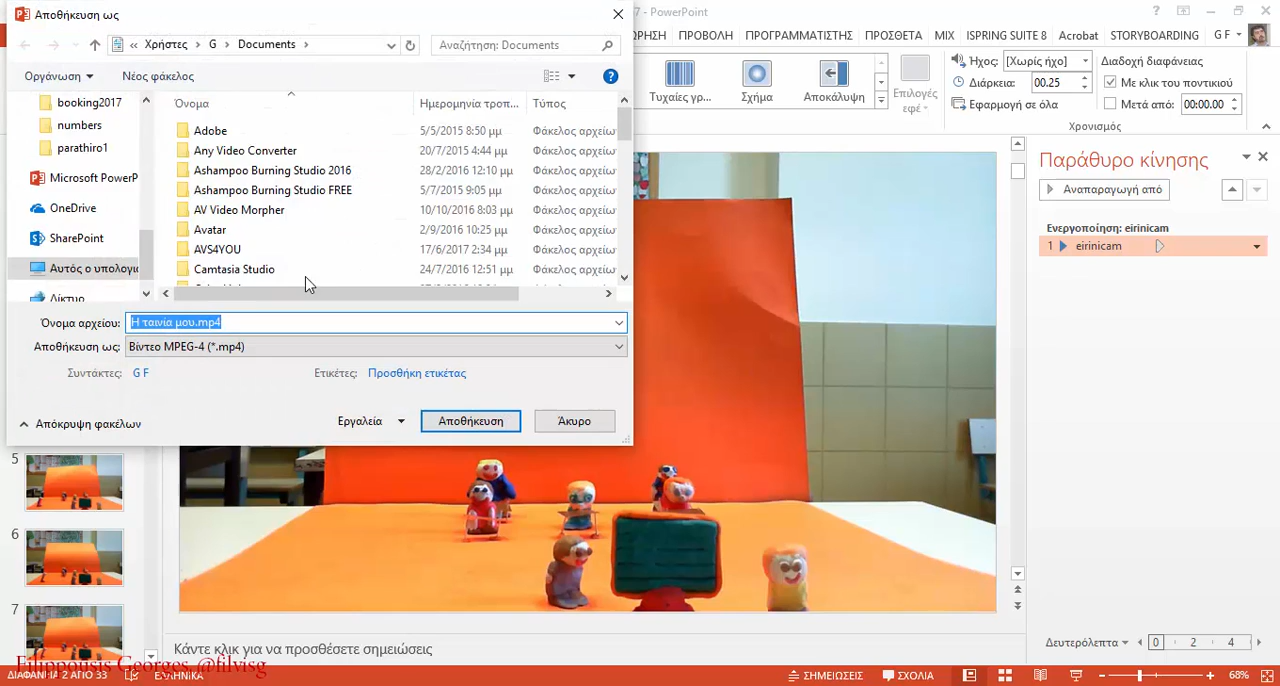 Αποθήκευση ως
7 - PowerPoint
« Χρήστες › G › Documents ›
Αναζήτηση: Documents
Οργάνωση
Νέος φάκελος
ΠΡΟΒΟΛΗ ΠΡΟΓΡΑΜΜΑΤΙΣΤΗΣ ΠΡΟΣΘΕΤΑ MIX ISPRING SUITE 8 Acrobat STORYBOARDING G F
Τυχαίες γρ...
Σχήμα
Αποκάλυψη
Επιλογές εφέ
Ήχος: [Χωρίς ήχο]
Διάρκεια: 00.25
Εφαρμογή σε όλα
Διαδοχή διαφάνειας
Με κλικ του ποντικιού
Μετά από: 00:00.00
Χρονισμός
booking2017
numbers
parathiro1
Microsoft PowerP
OneDrive
SharePoint
Αυτός ο υπολογι
Δίκτυο
Όνομα Ημερομηνία τροπ... Τύπος
Adobe 5/5/2015 8:50 μμ Φάκελος αρχείω
Any Video Converter 20/7/2015 4:44 μμ Φάκελος αρχείω
Ashampoo Burning Studio 2016 28/2/2016 12:10 μμ Φάκελος αρχείω
Ashampoo Burning Studio FREE 5/7/2015 9:05 μμ Φάκελος αρχείω
AV Video Morpher 10/10/2016 8:03 μμ Φάκελος αρχείω
Avatar 2/9/2016 10:25 μμ Φάκελος αρχείω
AVS4YOU 17/6/2017 2:34 μμ Φάκελος αρχείω
Camtasia Studio 24/7/2016 12:51 μμ Φάκελος αρχείω
Όνομα αρχείου: Η ταινία μου.mp4
Αποθήκευση ως: Βίντεο MPEG-4 (*.mp4)
Συντάκτες: G F
Ετικέτες: Προσθήκη ετικέτας
Απόκρυψη φακέλων
Εργαλεία
Αποθήκευση
Άκυρο
Παράθυρο κίνησης
Αναπαραγωγή από
Ενεργοποίηση: eirinicam
1 eirinicam
Δευτερόλεπτα 0 2 4
5
6
7
Κάντε κλικ για να προσθέσετε σημειώσεις
Filippousis Georges, @filvisg
ΔΙΑΦΑΝΕΙΑ 2 ΑΠΟ 33
ΕΛΛΗΝΙΚΑ
ΣΗΜΕΙΩΣΕΙΣ
ΣΧΟΛΙΑ
68%